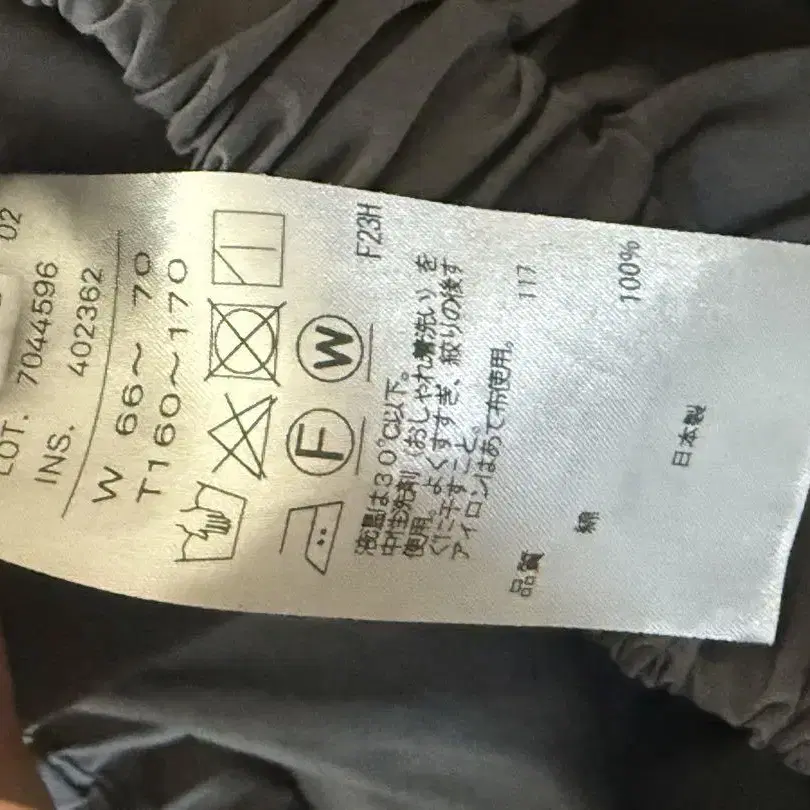 02
LOT. 7044596
INS. 402362
W 66~ 70
T160~170
F W
F23H
液温は30℃以下。
中性洗剤(おしゃれ着洗い)を
使用。よくすすぎ、絞りの後す
ぐに干すこと。
アイロンはあて布使用。
117
品質
綿 100%
日本製